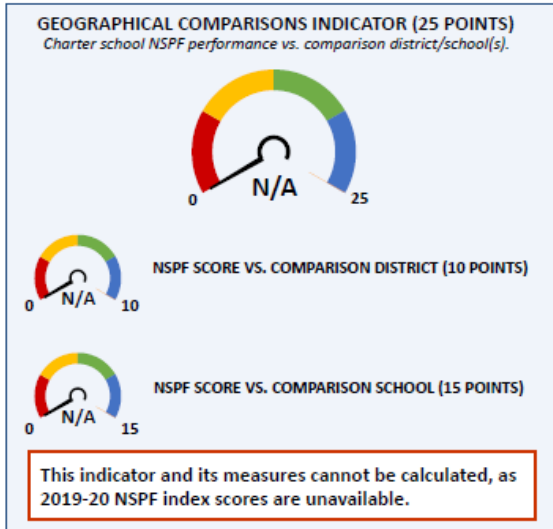 GEOGRAPHICAL COMPARISONS INDICATOR (25 POINTS)
Charter school NSPF performance vs. comparison district/school(s).
N/A
0
25
NSPF SCORE VS. COMPARISON DISTRICT (10 POINTS)
N/A
0
10
NSPF SCORE VS. COMPARISON SCHOOL (15 POINTS)
N/A
0
15
This indicator and its measures cannot be calculated, as
2019-20 NSPF index scores are unavailable.